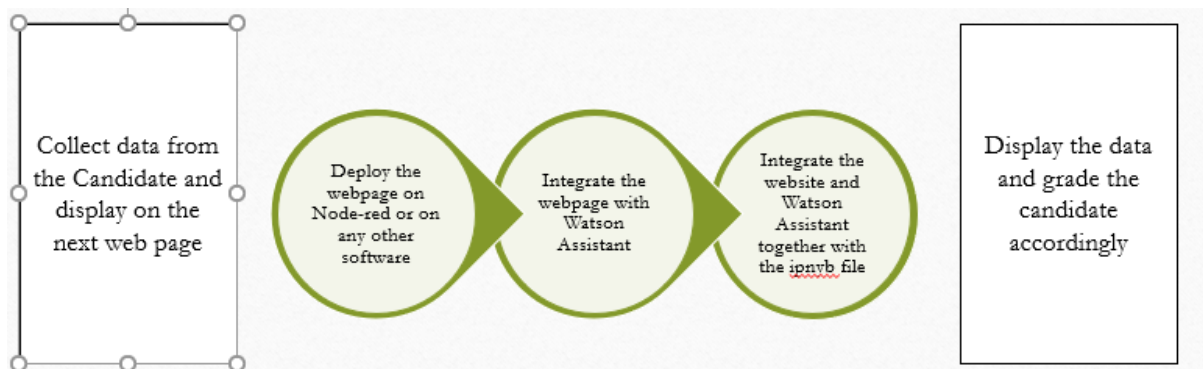 Collect data from
the Candidate and
display on the
next web page
Deploy the
webpage on
Node-red or on
any other
software
Integrate the
webpage with
Watson
Assistant
Integrate the
website and
Watson
Assistant
together with
the ipnyb file
Display the data
and grade the
candidate
accordingly